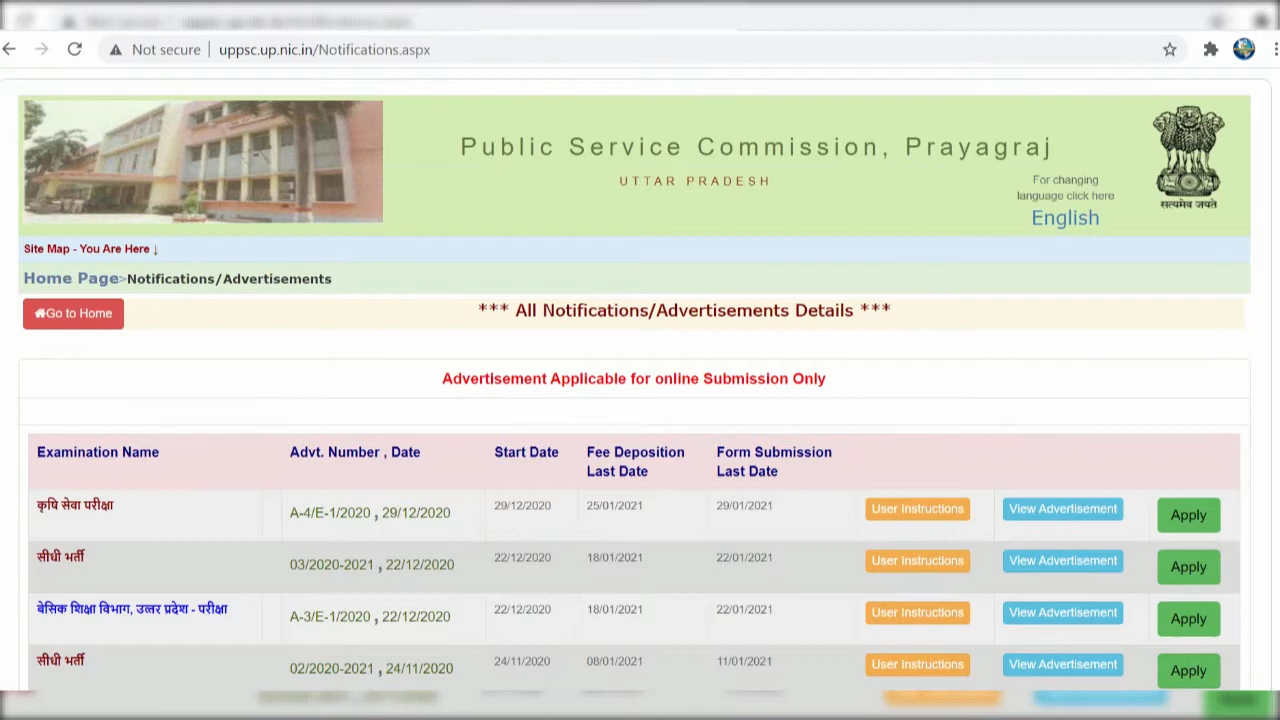 Not secure | uppsc.up.nic.in/Notifications.aspx
Public Service Commission, Prayagraj
UTTAR PRADESH
For changing
language click here
English
सत्यमेव जयते
Site Map - You Are Here ↓
Home Page>Notifications/Advertisements
Go to Home
*** All Notifications/Advertisements Details ***
Advertisement Applicable for online Submission Only
Examination Name Advt. Number , Date Start Date Fee Deposition Last Date Form Submission Last Date
कृषि सेवा परीक्षा A-4/E-1/2020 , 29/12/2020 29/12/2020 25/01/2021 29/01/2021 User Instructions View Advertisement Apply
सीधी भर्ती 03/2020-2021 , 22/12/2020 22/12/2020 18/01/2021 22/01/2021 User Instructions View Advertisement Apply
बेसिक शिक्षा विभाग, उत्तर प्रदेश - परीक्षा A-3/E-1/2020 , 22/12/2020 22/12/2020 18/01/2021 22/01/2021 User Instructions View Advertisement Apply
सीधी भर्ती 02/2020-2021 , 24/11/2020 24/11/2020 08/01/2021 11/01/2021 User Instructions View Advertisement Apply